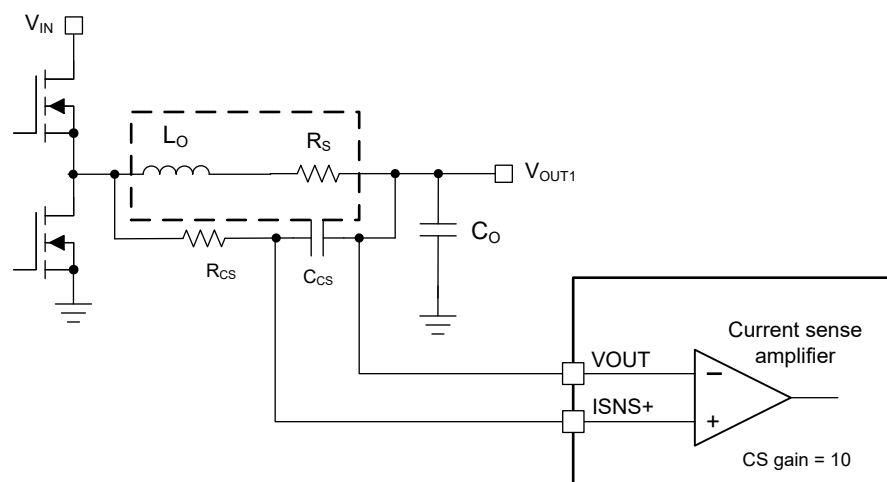 VIN
LO
RS
VOUT1
RCS
CCS
CO
Current sense
amplifier
VOUT
−
ISNS+
+
CS gain = 10